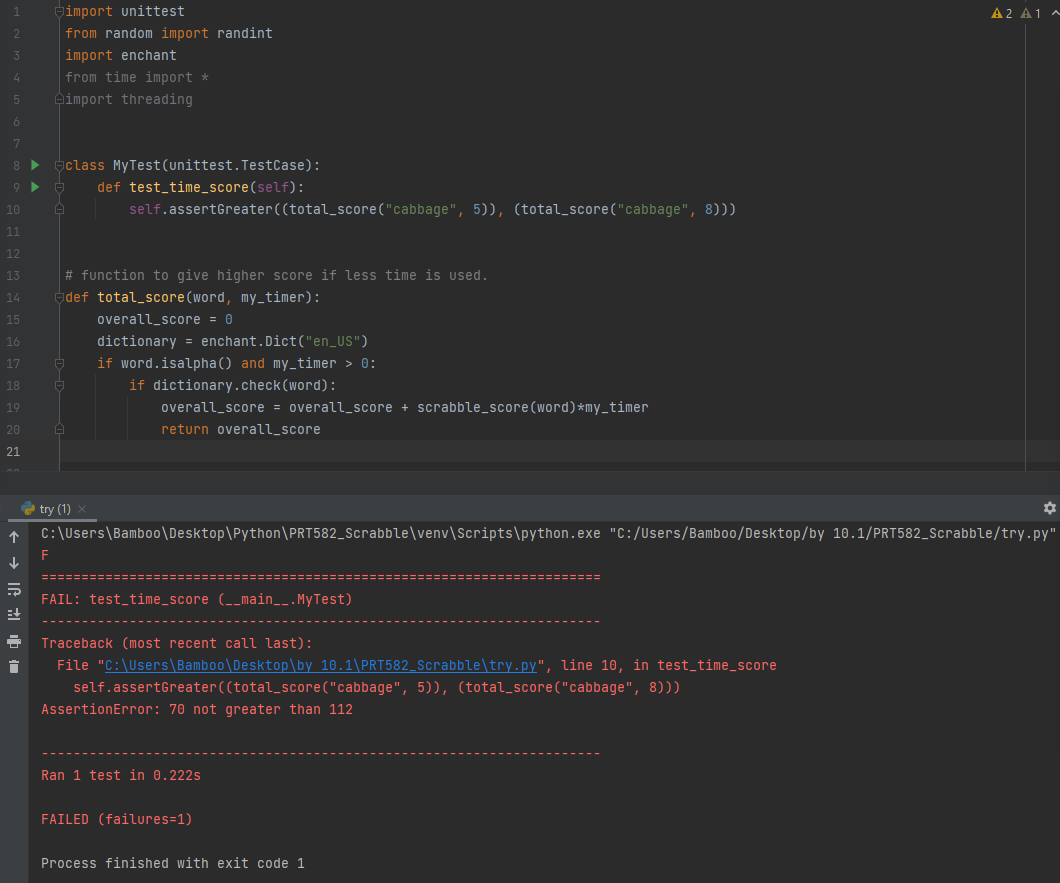 1 import unittest
2 from random import randint
3 import enchant
4 from time import *
5 import threading
6
7
8 class MyTest(unittest.TestCase):
9     def test_time_score(self):
10         self.assertGreater((total_score("cabbage", 5)), (total_score("cabbage", 8)))
11
12
13 # function to give higher score if less time is used.
14 def total_score(word, my_timer):
15     overall_score = 0
16     dictionary = enchant.Dict("en_US")
17     if word.isalpha() and my_timer > 0:
18         if dictionary.check(word):
19             overall_score = overall_score + scrabble_score(word)*my_timer
20             return overall_score
21
2 1
try (1)
C:\Users\Bamboo\Desktop\Python\PRT582_Scrabble\venv\Scripts\python.exe "C:/Users/Bamboo/Desktop/by 10.1/PRT582_Scrabble/try.py"
F
======================================================================
FAIL: test_time_score (__main__.MyTest)
----------------------------------------------------------------------
Traceback (most recent call last):
  File "C:\Users\Bamboo\Desktop\by 10.1\PRT582_Scrabble\try.py", line 10, in test_time_score
    self.assertGreater((total_score("cabbage", 5)), (total_score("cabbage", 8)))
AssertionError: 70 not greater than 112
----------------------------------------------------------------------
Ran 1 test in 0.222s
FAILED (failures=1)
Process finished with exit code 1